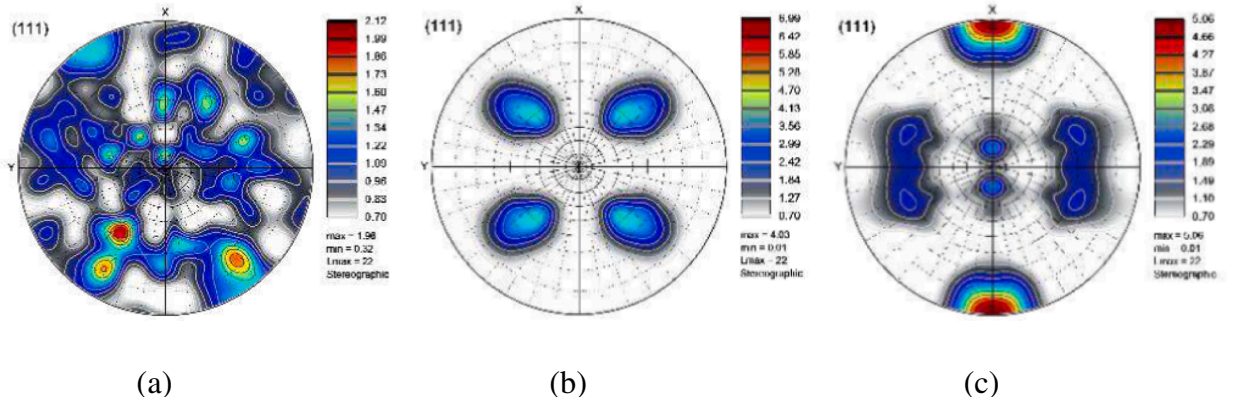 X
{111}
Y
2.12
1.99
1.86
1.73
1.60
1.47
1.34
1.22
1.09
0.96
0.83
0.70
max = 1.98
min = 0.32
Lmax = 22
Stereographic
(a)
X
{111}
Y
6.99
6.42
5.85
5.28
4.70
4.13
3.56
2.99
2.42
1.84
1.27
0.70
max = 4.03
min = 0.01
Lmax = 22
Stereographic
(b)
X
{111}
Y
5.06
4.66
4.27
3.87
3.47
3.08
2.68
2.29
1.89
1.49
1.10
0.70
max = 5.06
min = 0.01
Lmax = 22
Stereographic
(c)